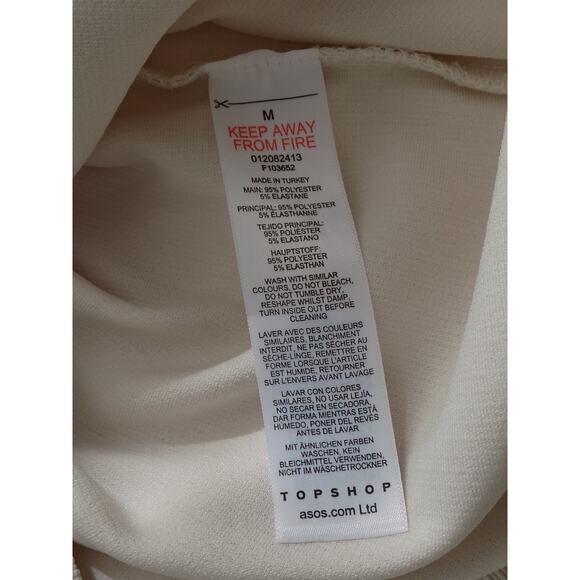 M
KEEP AWAY
FROM FIRE
012082413
F103652
MADE IN TURKEY
MAIN: 95% POLYESTER
5% ELASTANE
PRINCIPAL: 95% POLYESTER
5% ÉLASTHANNE
TEJIDO PRINCIPAL:
95% POLIÉSTER
5% ELASTANO
HAUPTSTOFF:
95% POLYESTER
5% ELASTHAN
WASH WITH SIMILAR
COLOURS, DO NOT BLEACH,
DO NOT TUMBLE DRY,
RESHAPE WHILST DAMP,
TURN INSIDE OUT BEFORE
CLEANING
LAVER AVEC DES COULEURS
SIMILAIRES, BLANCHIMENT
INTERDIT, NE PAS SÉCHER AU
SÈCHE-LINGE, REMETTRE EN
FORME LORSQUE L'ARTICLE
EST HUMIDE, RETOURNER
SUR L'ENVERS AVANT LAVAGE
LAVAR CON COLORES
SIMILARES, NO USAR LEJÍA,
NO SECAR EN SECADORA,
DAR FORMA MIENTRAS ESTÁ
HÚMEDO, PONER DEL REVÉS
ANTES DE LAVAR
MIT ÄHNLICHEN FARBEN
WASCHEN, KEIN
BLEICHMITTEL VERWENDEN,
NICHT IM WÄSCHETROCKNER
TOPSHOP
asos.com Ltd